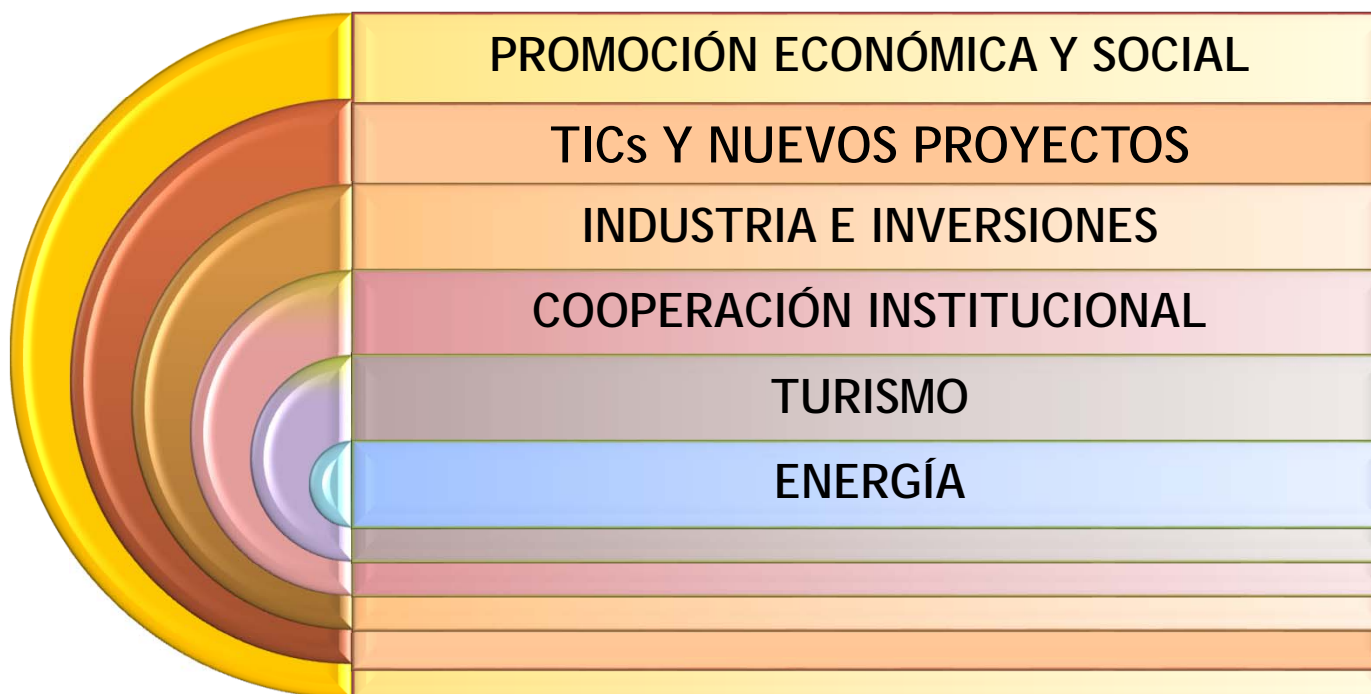 PROMOCIÓN ECONÓMICA Y SOCIAL
TICs Y NUEVOS PROYECTOS
INDUSTRIA E INVERSIONES
COOPERACIÓN INSTITUCIONAL
TURISMO
ENERGÍA